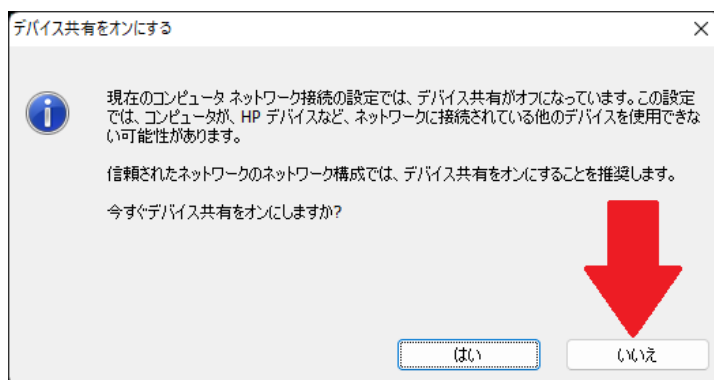 デバイス共有をオンにする
現在のコンピュータ ネットワーク接続の設定では、デバイス共有がオフになっています。この設定
では、コンピュータが、HP デバイスなど、ネットワークに接続されている他のデバイスを使用できな
い可能性があります。
信頼されたネットワークのネットワーク構成では、デバイス共有をオンにすることを推奨します。
今すぐデバイス共有をオンにしますか?
はい
いいえ